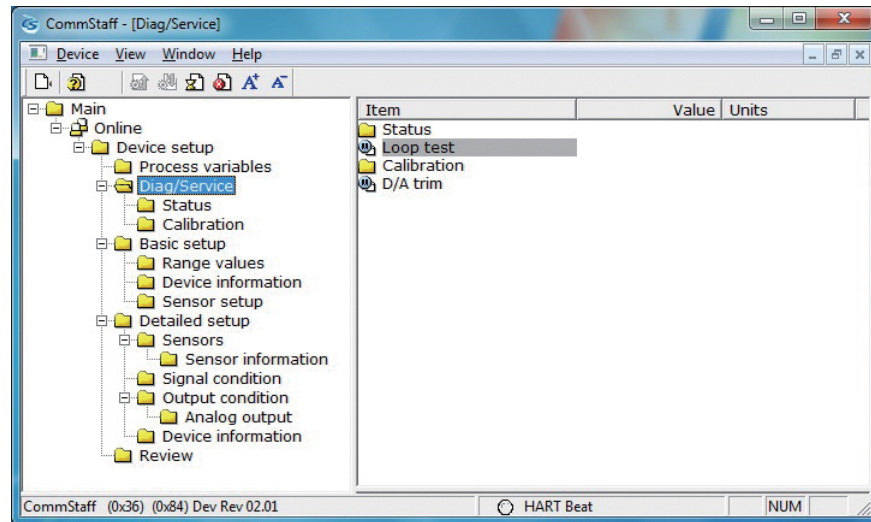 CommStaff - [Diag/Service]
Device View Window Help
A+ A-
Main
Online
Device setup
Process variables
Diag/Service
Status
Calibration
Basic setup
Range values
Device information
Sensor setup
Detailed setup
Sensors
Sensor information
Signal condition
Output condition
Analog output
Device information
Review
Item Value Units
Status
Loop test
Calibration
D/A trim
CommStaff (0x36) (0x84) Dev Rev 02.01 HART Beat NUM